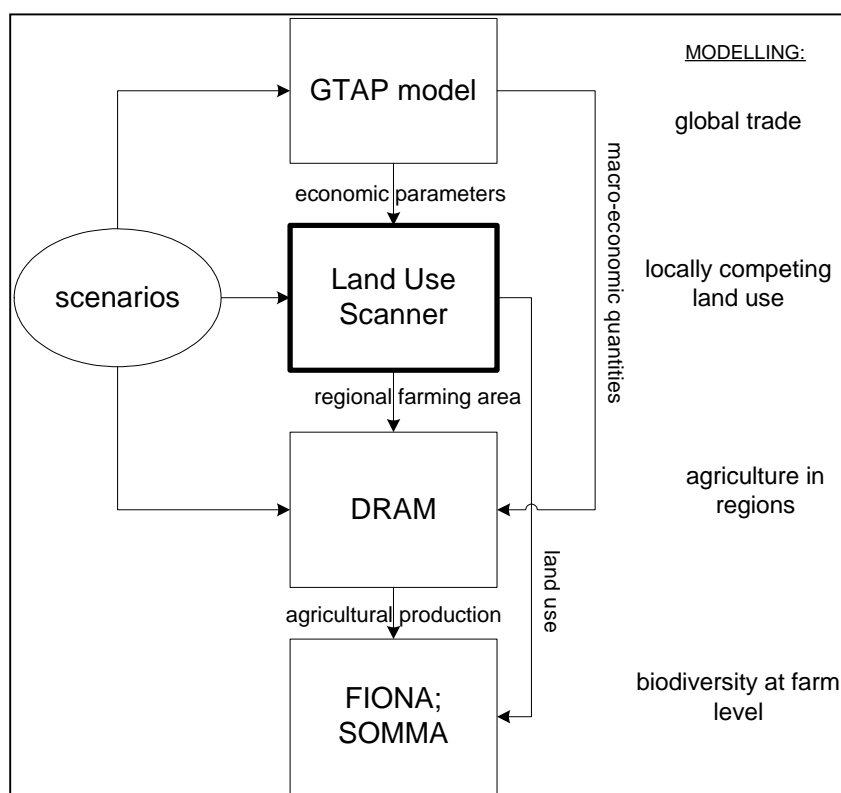 MODELLING:
GTAP model
global trade
economic parameters
macro-economic quantities
scenarios
Land Use
Scanner
locally competing
land use
regional farming area
DRAM
agriculture in
regions
land use
agricultural production
FIONA;
SOMMA
biodiversity at farm
level